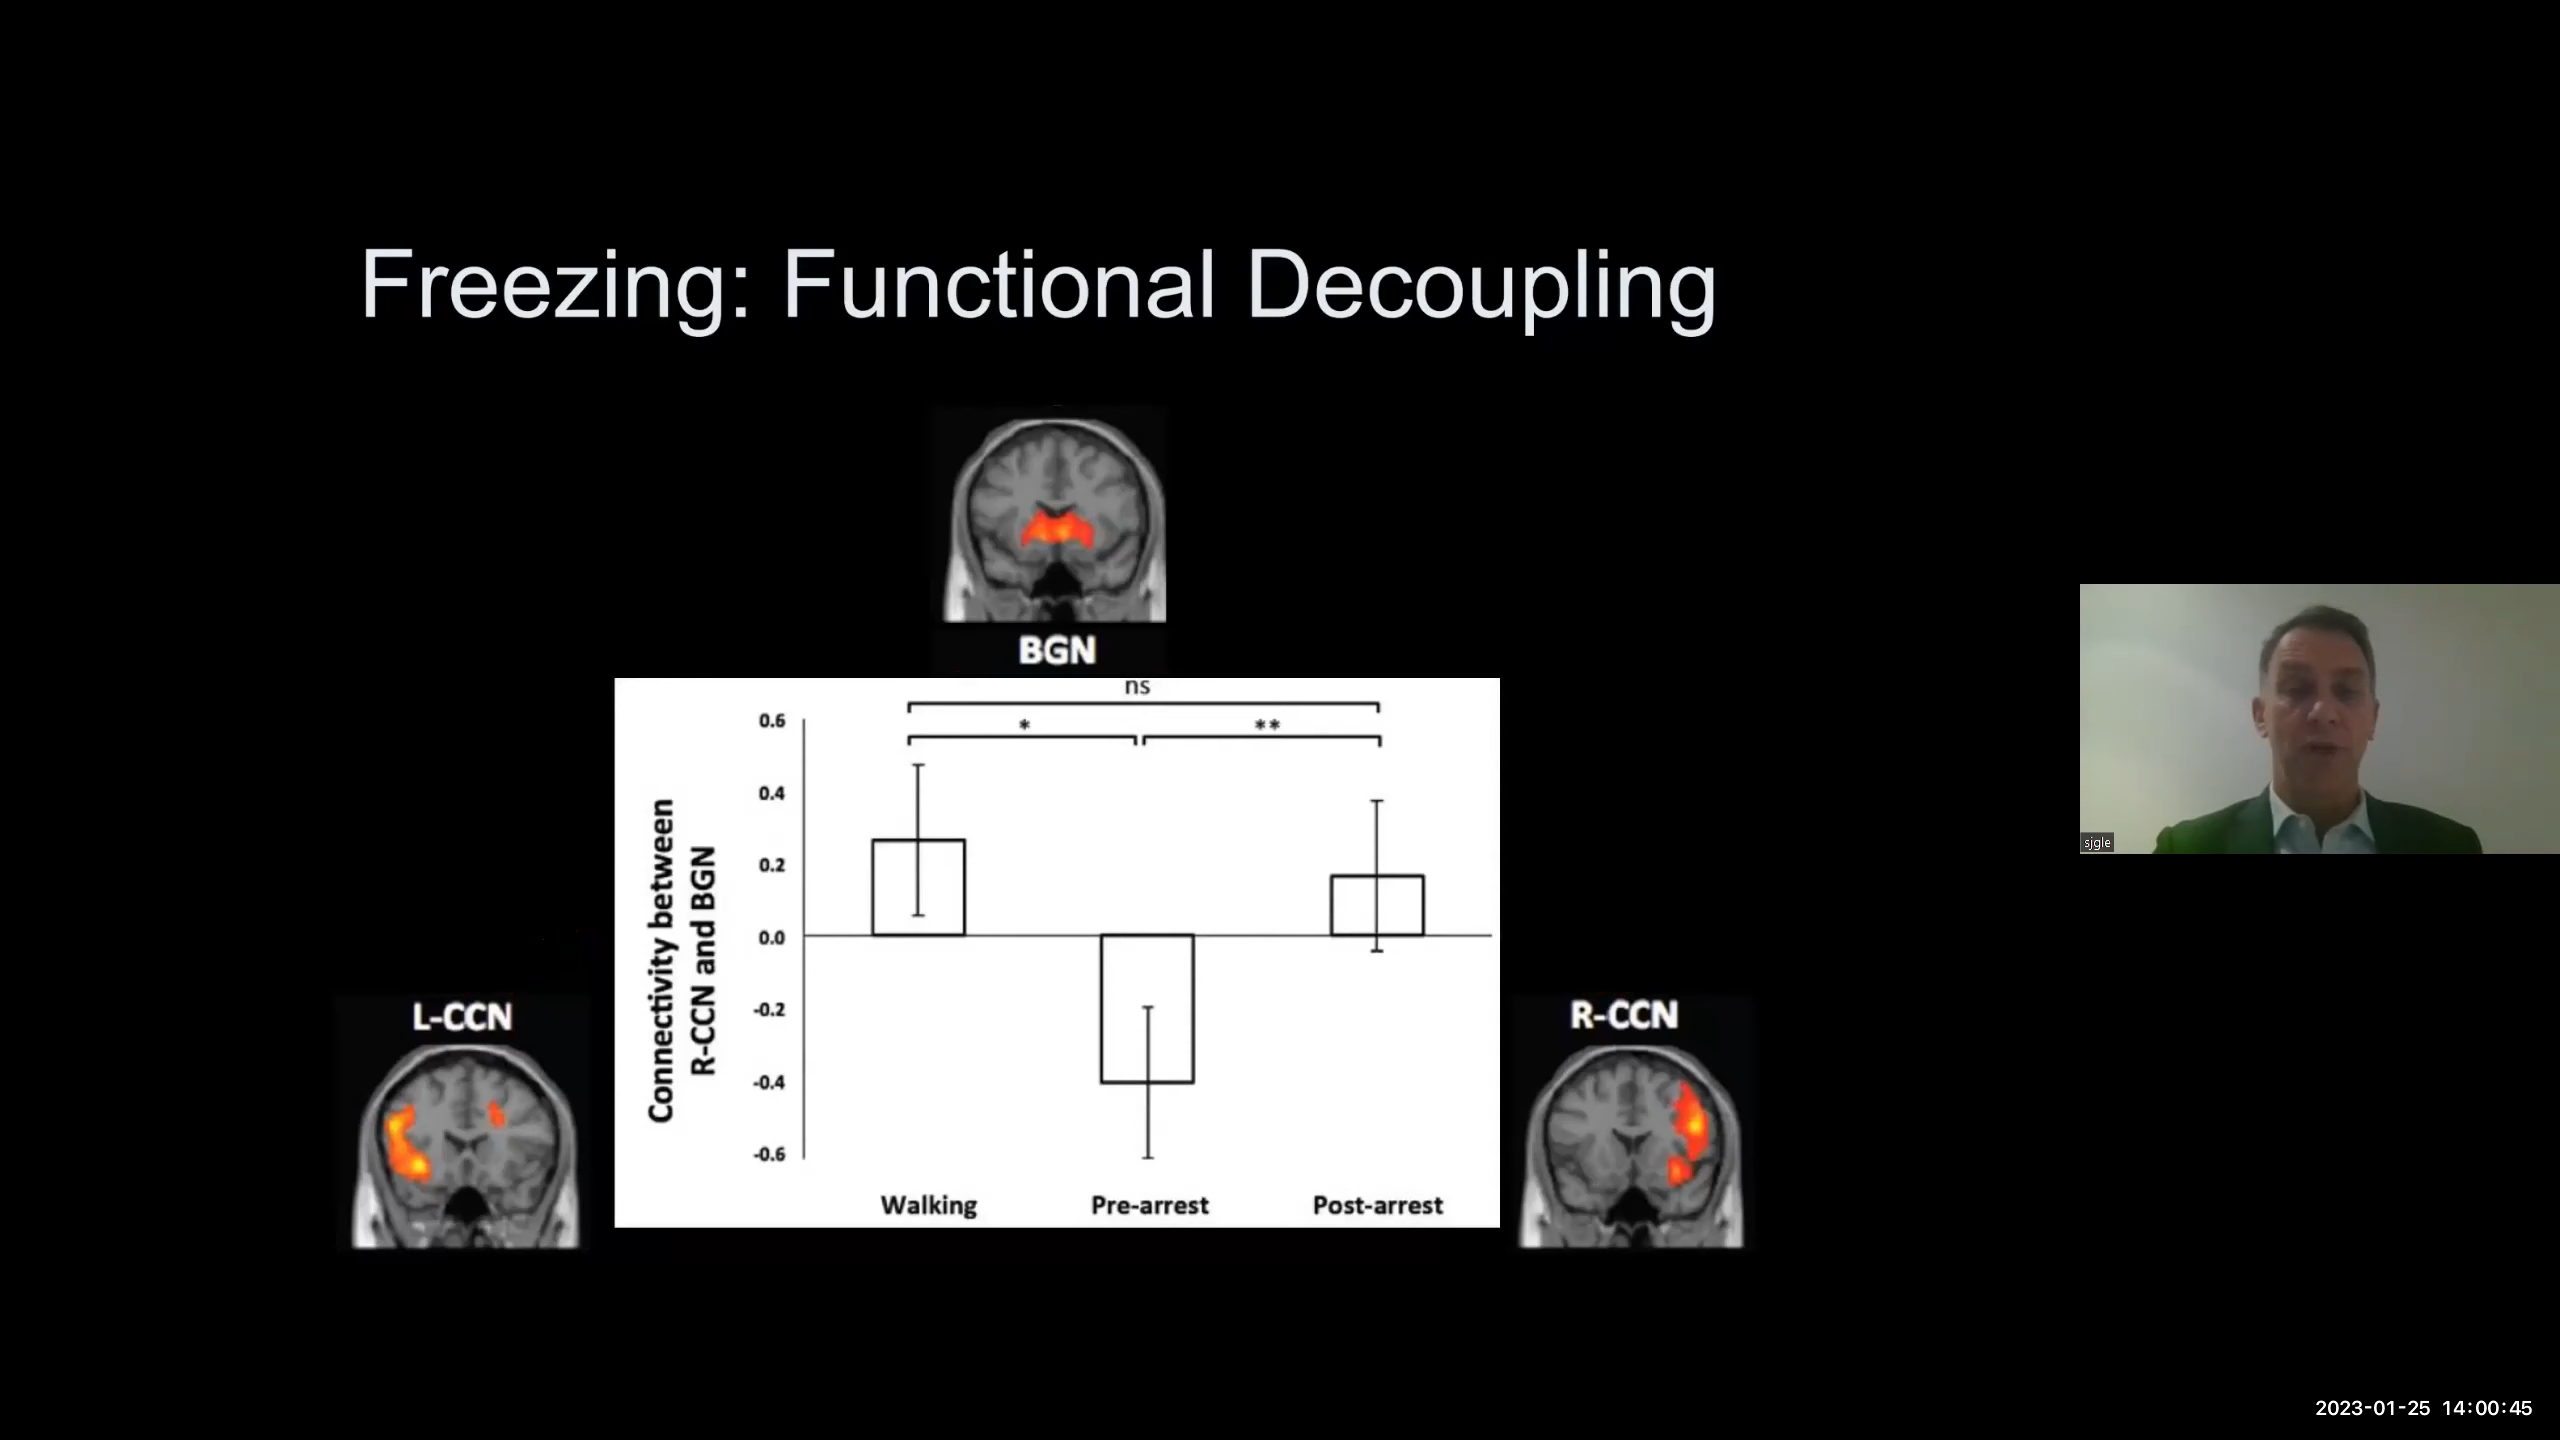 Freezing: Functional Decoupling
BGN
ns
* **
0.6
0.4
0.2
0.0
-0.2
-0.4
-0.6
Connectivity between
R-CCN and BGN
Walking Pre-arrest Post-arrest
L-CCN
R-CCN
sjgle
2023-01-25 14:00:45